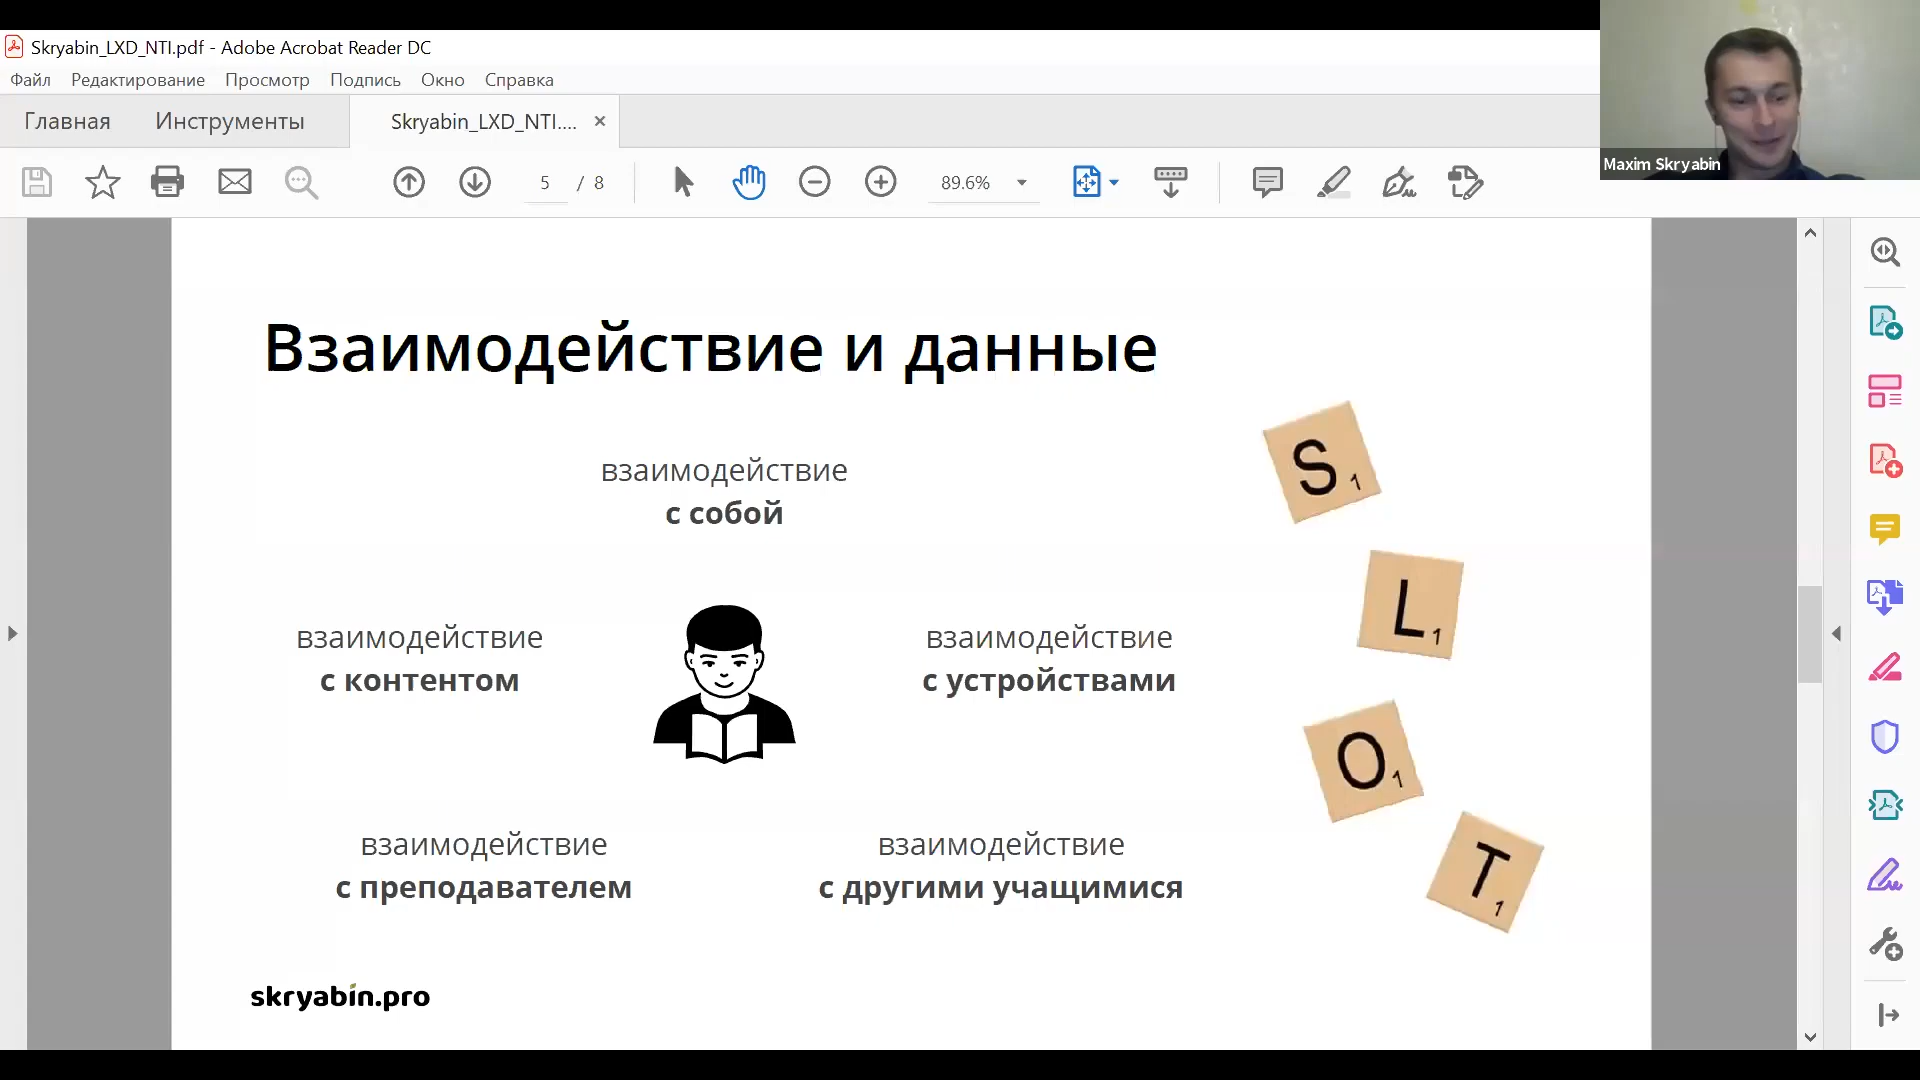 Skryabin_LXD_NTI.pdf - Adobe Acrobat Reader DC
Файл Редактирование Просмотр Подпись Окно Справка
Главная Инструменты Skryabin_LXD_NTI.... ×
5 / 8 89.6%
Maxim Skryabin
Взаимодействие и данные
взаимодействие
с собой
взаимодействие
с контентом
взаимодействие
с устройствами
взаимодействие
с преподавателем
взаимодействие
с другими учащимися
S 1
L 1
O 1
T 1
skryabin.pro